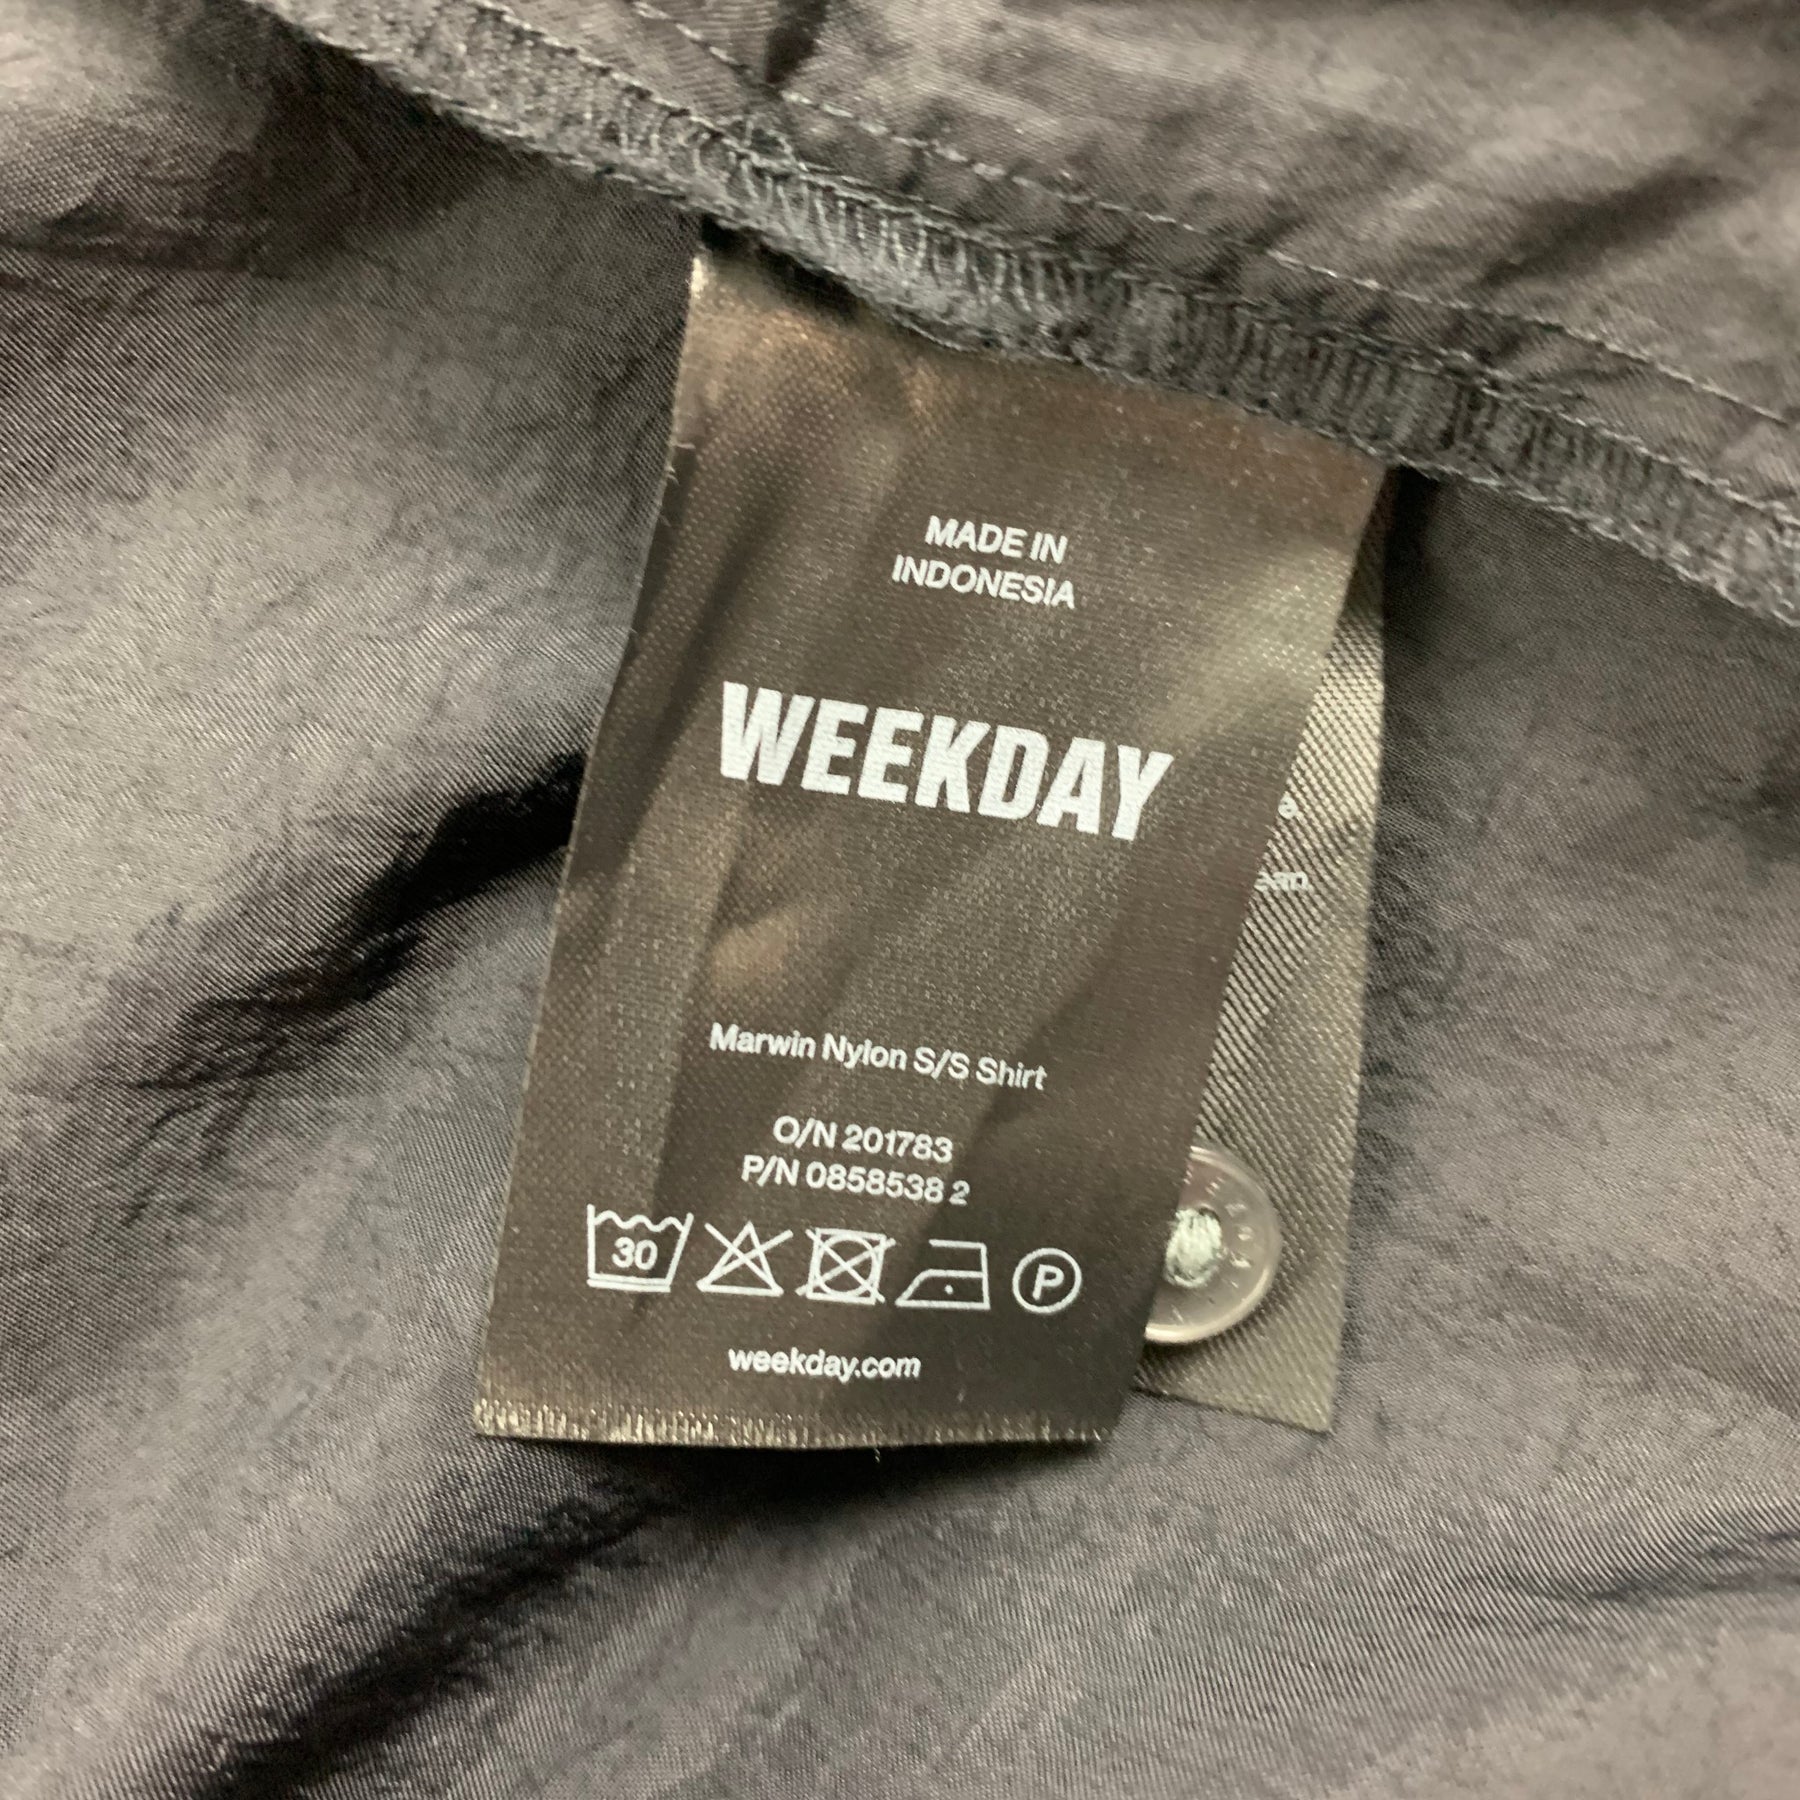 MADE IN
INDONESIA
WEEKDAY
Marwin Nylon S/S Shirt
O/N 201783
P/N 0858538 2
30
P
weekday.com